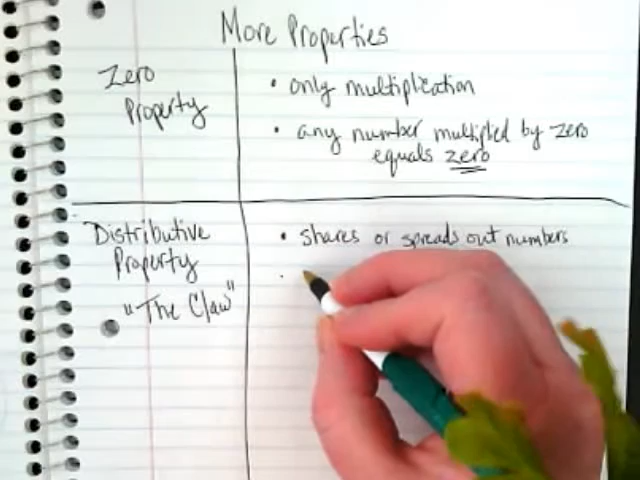 More Properties
Zero
Property
• only multiplication
• any number multipled by zero
equals zero
Distributive
Property
"The Claw"
• shares or spreads out numbers
•